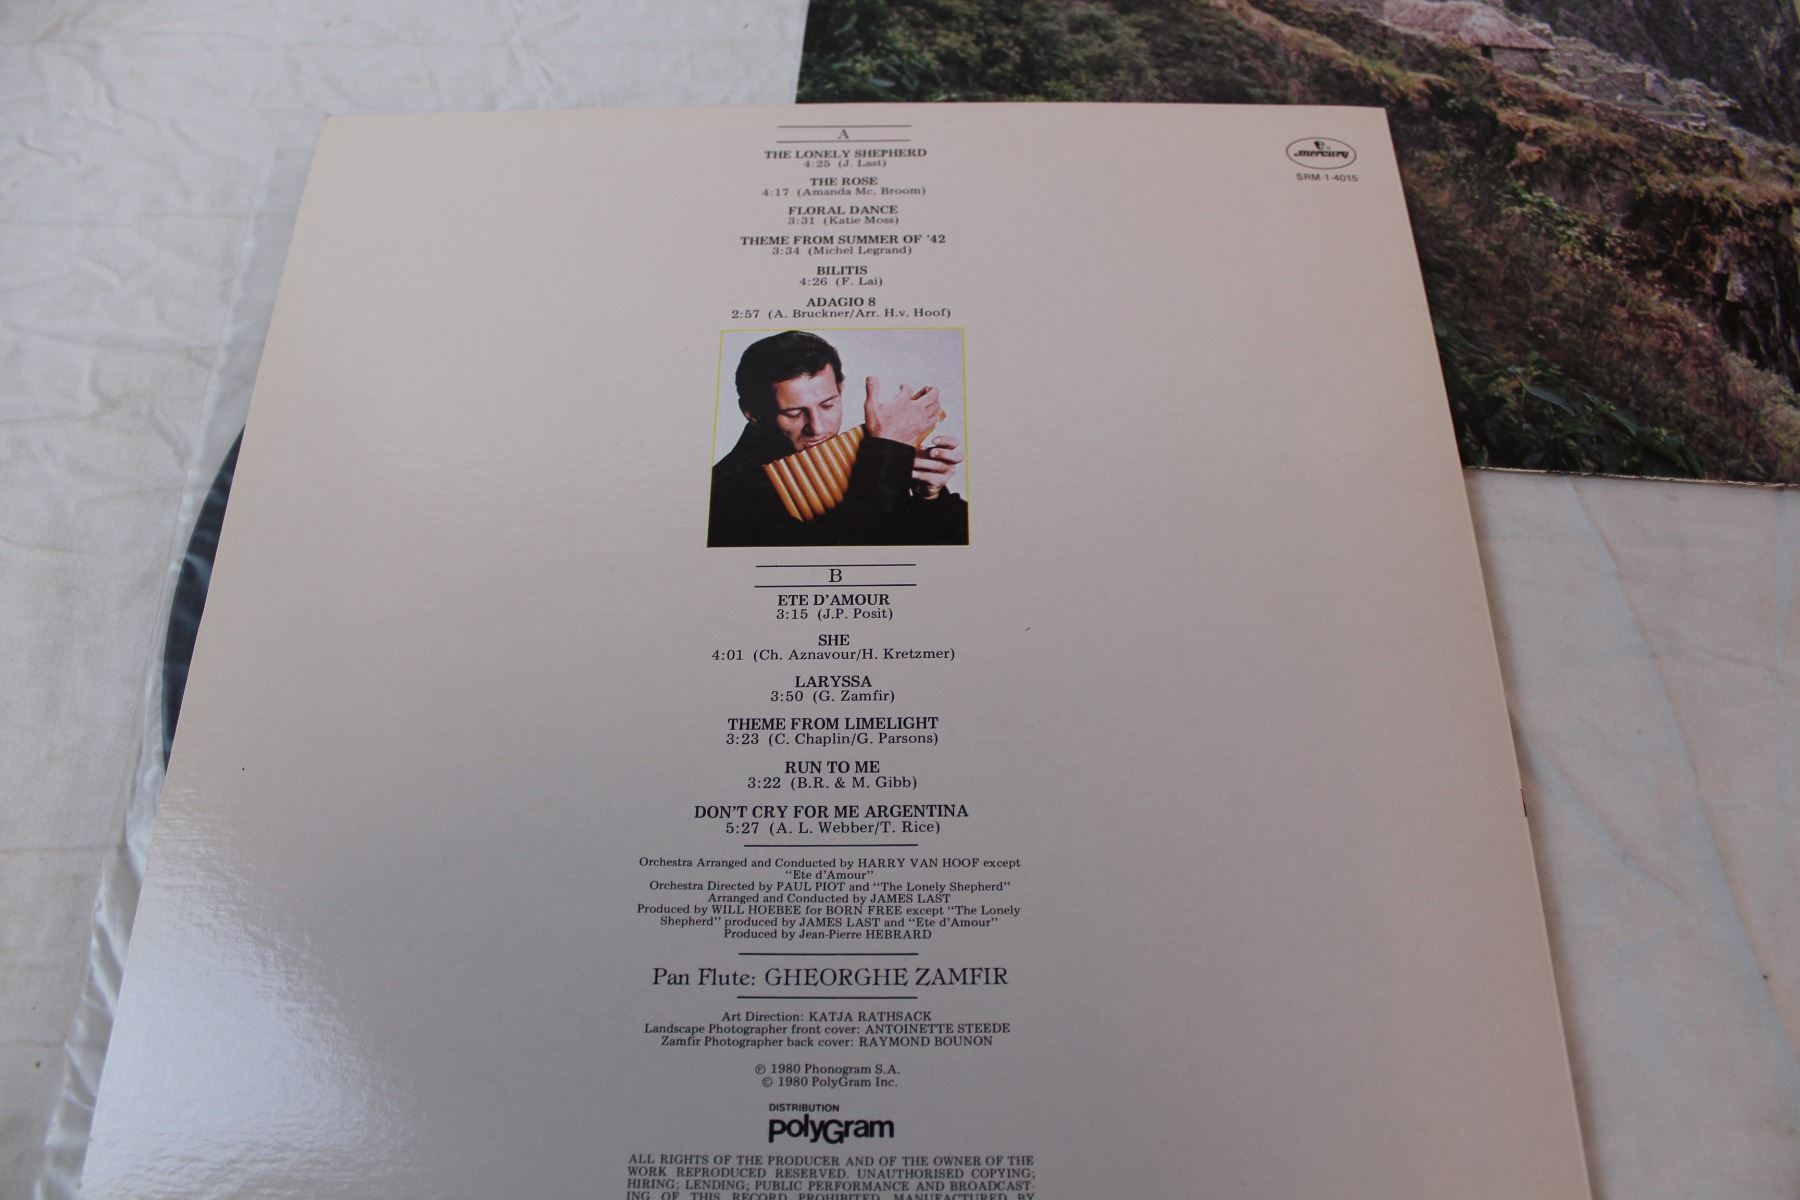 A
THE LONELY SHEPHERD
4:25 (J. Last)
THE ROSE
4:17 (Amanda Mc. Broom)
FLORAL DANCE
3:31 (Katie Moss)
THEME FROM SUMMER OF '42
3:34 (Michel Legrand)
BILITIS
4:26 (F. Lai)
ADAGIO 8
2:57 (A. Bruckner/Arr. H.v. Hoof)
mercury
SRM-1-4015
B
ETE D'AMOUR
3:15 (J.P. Posit)
SHE
4:01 (Ch. Aznavour/H. Kretzmer)
LARYSSA
3:50 (G. Zamfir)
THEME FROM LIMELIGHT
3:23 (C. Chaplin/G. Parsons)
RUN TO ME
3:22 (B.R. & M. Gibb)
DON'T CRY FOR ME ARGENTINA
5:27 (A. L. Webber/T. Rice)
Orchestra Arranged and Conducted by HARRY VAN HOOF except
"Ete d'Amour"
Orchestra Directed by PAUL PIOT and "The Lonely Shepherd"
Arranged and Conducted by JAMES LAST
Produced by WILL HOEBEE for BORN FREE except "The Lonely
Shepherd" produced by JAMES LAST and "Ete d'Amour"
Produced by Jean-Pierre HEBRARD
Pan Flute: GHEORGHE ZAMFIR
Art Direction: KATJA RATHSACK
Landscape Photographer front cover: ANTOINETTE STEEDE
Zamfir Photographer back cover: RAYMOND BOUNON
℗ 1980 Phonogram S.A.
© 1980 PolyGram Inc.
DISTRIBUTION
polyGram
ALL RIGHTS OF THE PRODUCER AND OF THE OWNER OF THE
WORK REPRODUCED RESERVED. UNAUTHORISED COPYING;
HIRING; LENDING; PUBLIC PERFORMANCE AND BROADCAST-
ING OF THIS RECORD PROHIBITED. MANUFACTURED BY